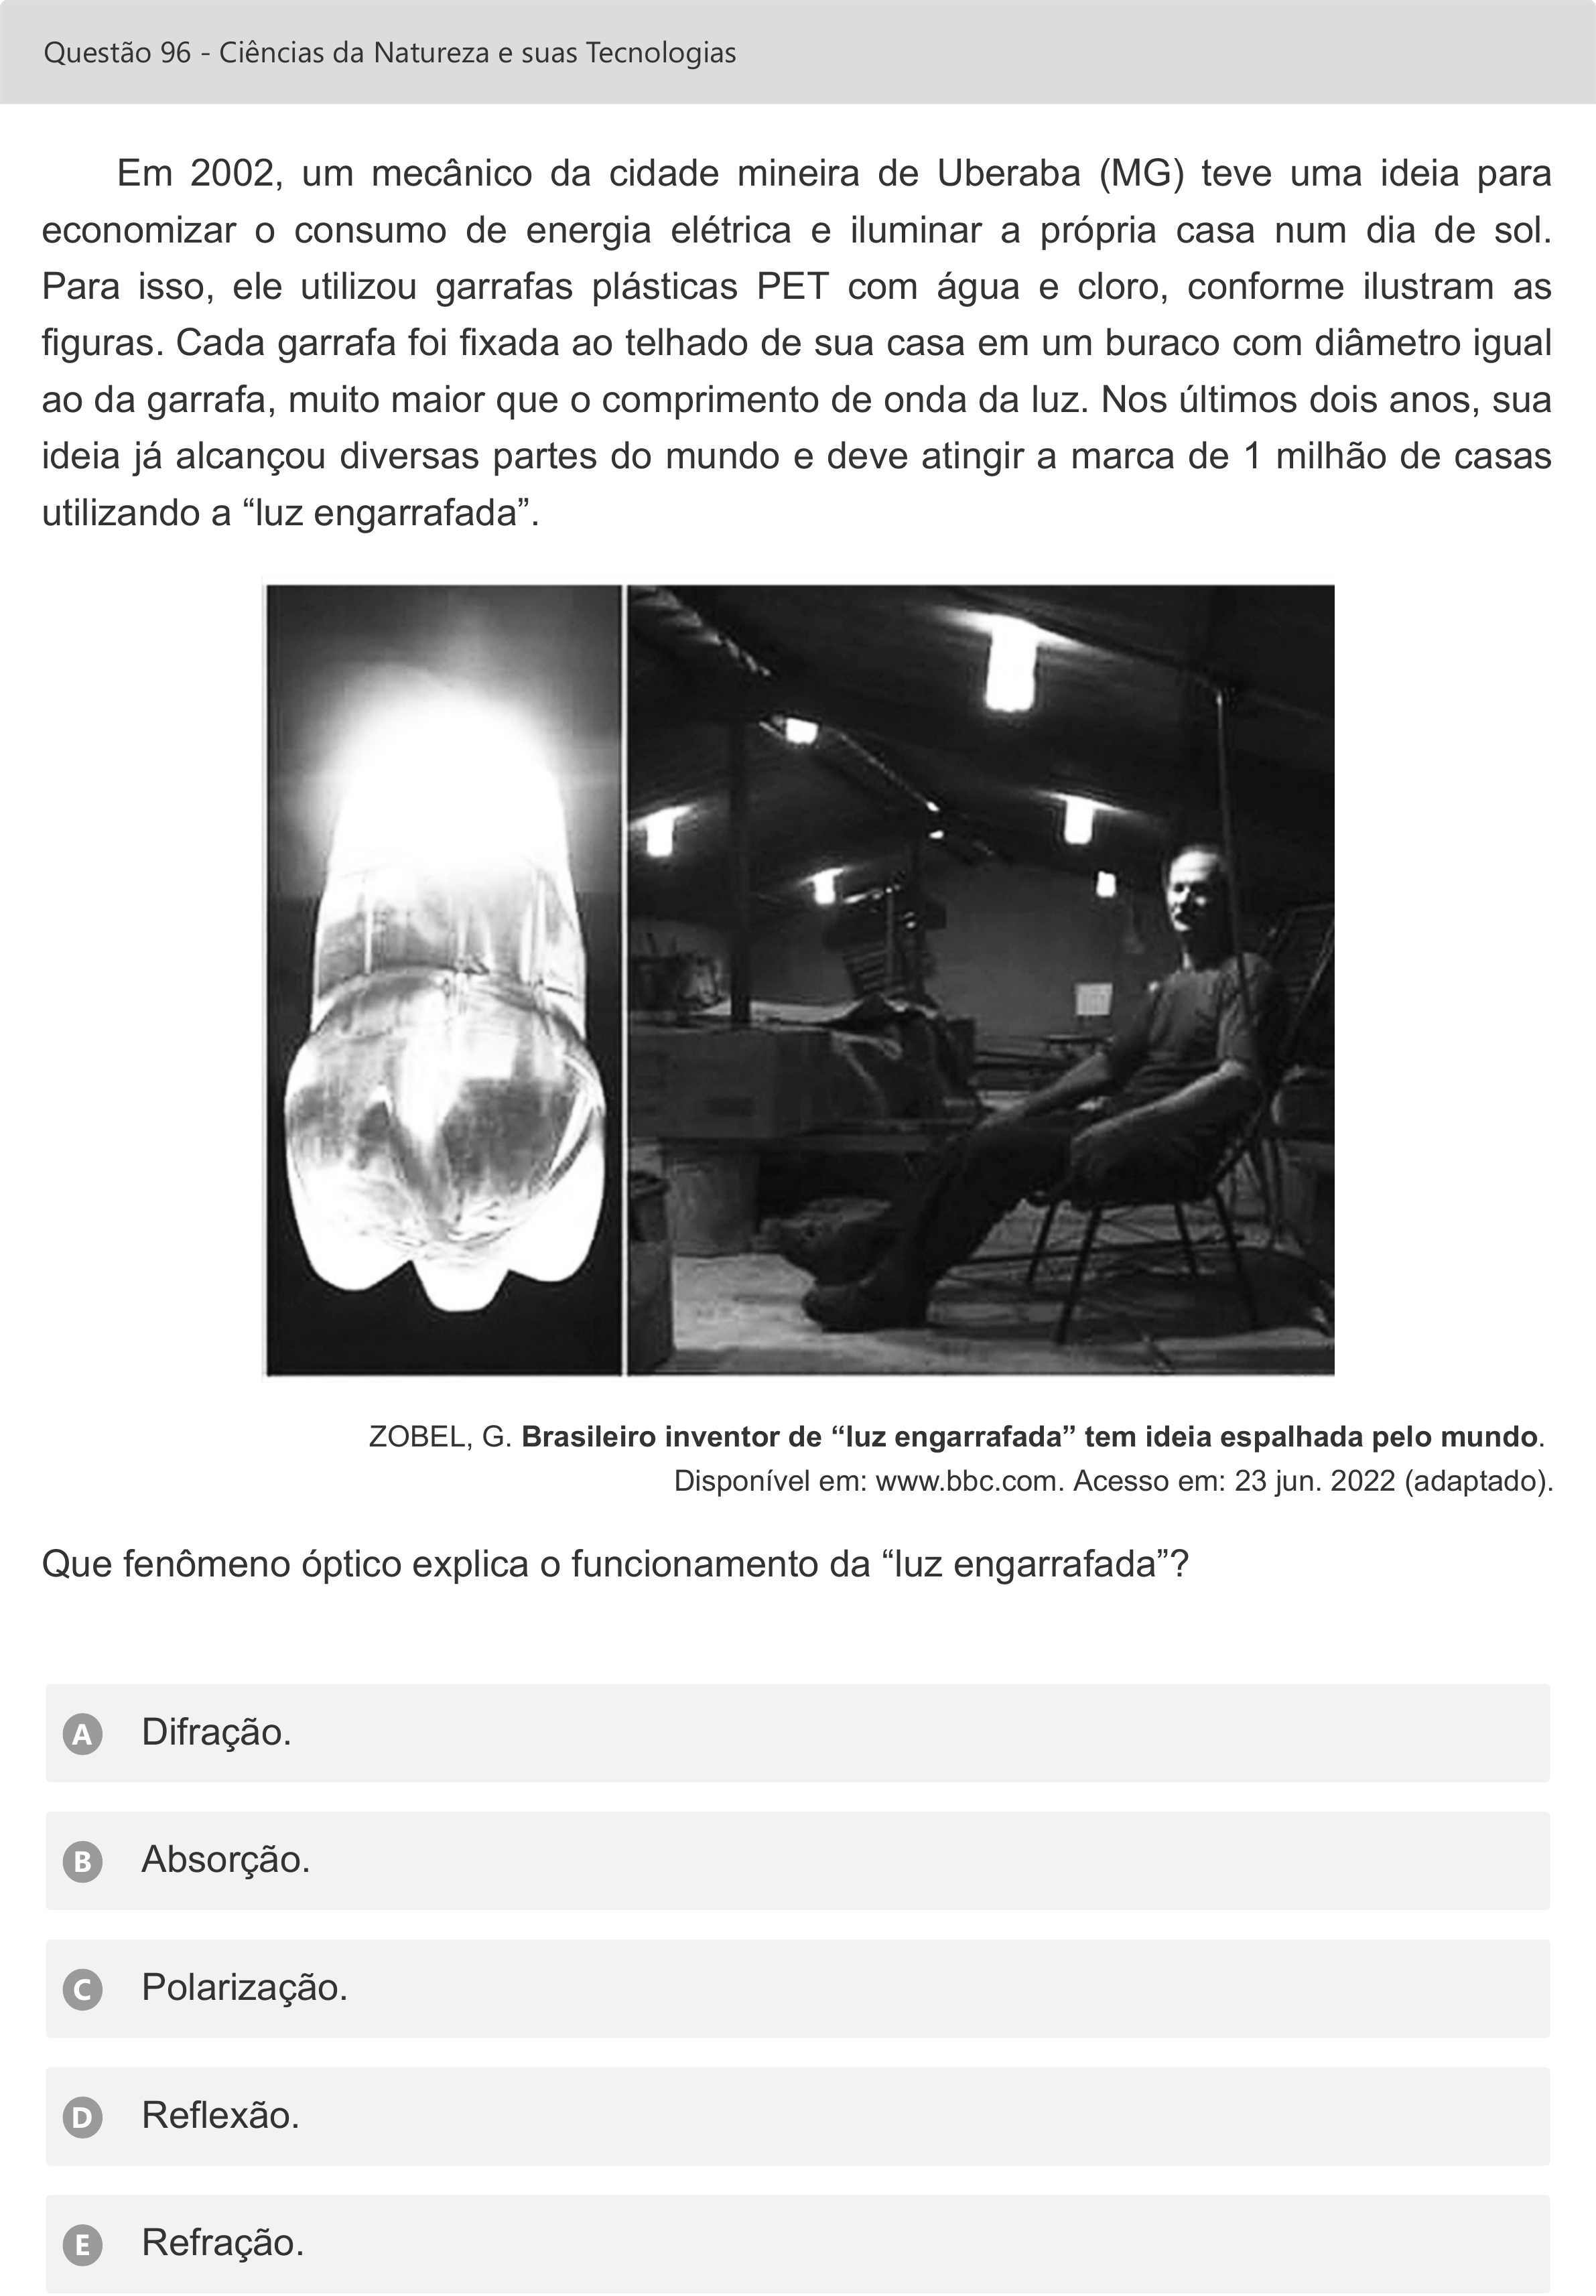 Questão 96 - Ciências da Natureza e suas Tecnologias
Em 2002, um mecânico da cidade mineira de Uberaba (MG) teve uma ideia para
economizar o consumo de energia elétrica e iluminar a própria casa num dia de sol.
Para isso, ele utilizou garrafas plásticas PET com água e cloro, conforme ilustram as
figuras. Cada garrafa foi fixada ao telhado de sua casa em um buraco com diâmetro igual
ao da garrafa, muito maior que o comprimento de onda da luz. Nos últimos dois anos, sua
ideia já alcançou diversas partes do mundo e deve atingir a marca de 1 milhão de casas
utilizando a “luz engarrafada”.
ZOBEL, G. Brasileiro inventor de “luz engarrafada” tem ideia espalhada pelo mundo.
Disponível em: www.bbc.com. Acesso em: 23 jun. 2022 (adaptado).
Que fenômeno óptico explica o funcionamento da “luz engarrafada”?
A Difração.
B Absorção.
C Polarização.
D Reflexão.
E Refração.